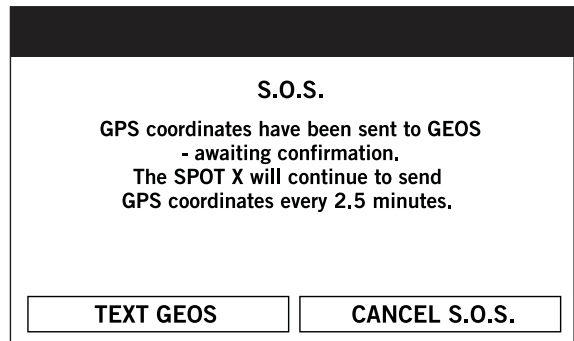 S.O.S.
GPS coordinates have been sent to GEOS
- awaiting confirmation.
The SPOT X will continue to send
GPS coordinates every 2.5 minutes.
TEXT GEOS
CANCEL S.O.S.